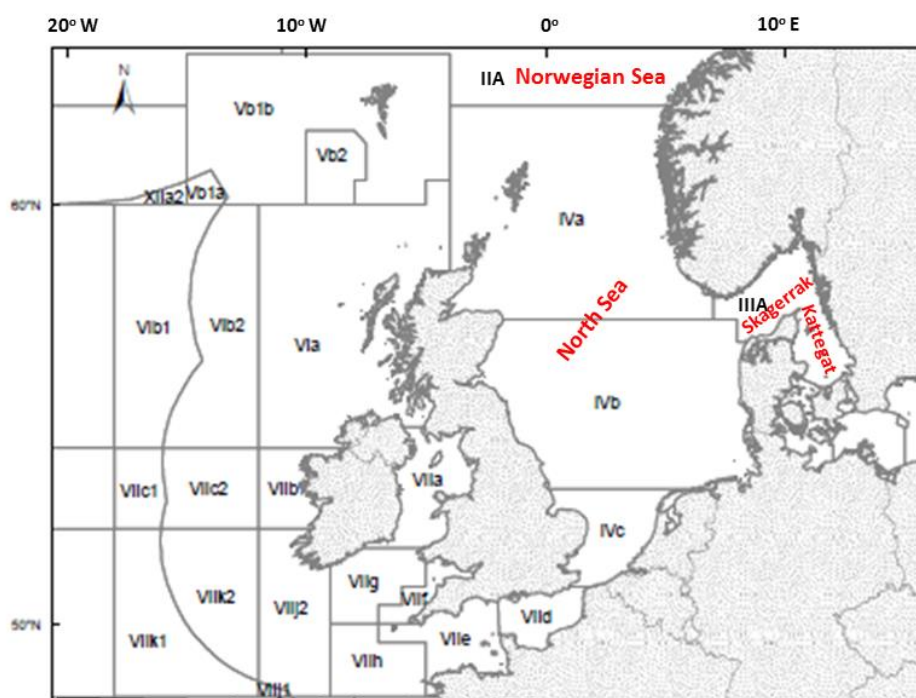 20° W
10° W
0°
10° E
N
IIA Norwegian Sea
Vb1b
Vb2
XIIa2
Vb1a
60°N
IVa
VIb1
VIb2
VIa
North Sea
IIIA
Skagerrak
Kattegat
IVb
VIIc1
VIIc2
VIIb
VIIa
IVc
VIIg
VIIf
VIIk2
VIIj2
VIId
50°N
VIIk1
VIIe
VIIh